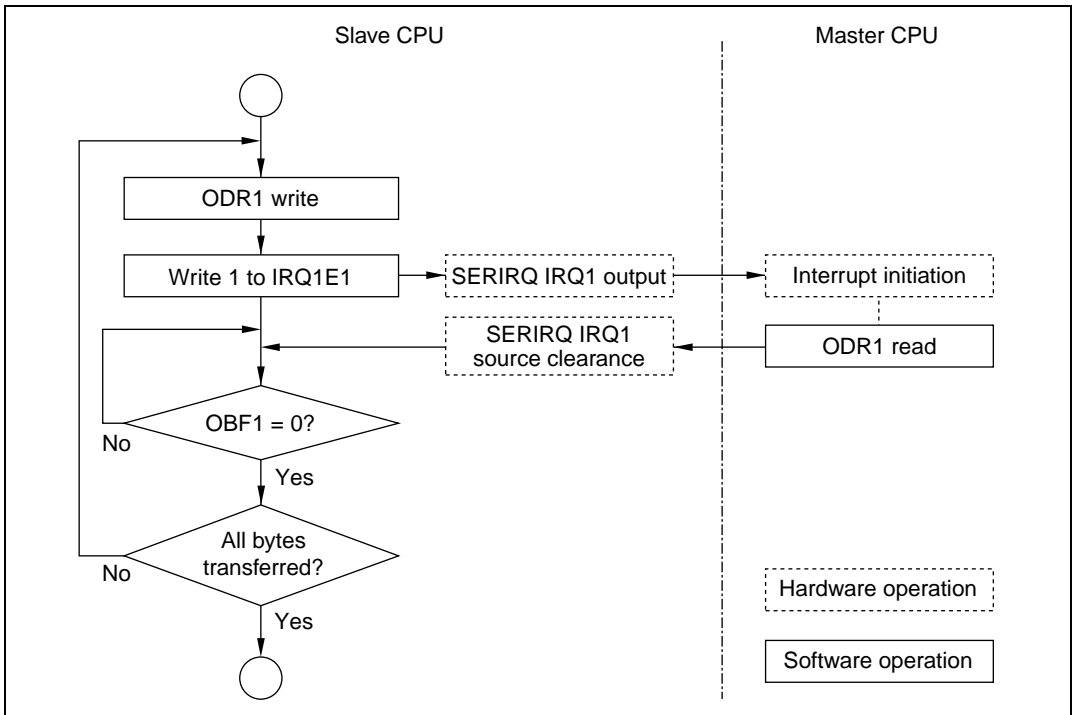 Slave CPU
Master CPU
ODR1 write
Write 1 to IRQ1E1
SERIRQ IRQ1 output
Interrupt initiation
SERIRQ IRQ1
source clearance
ODR1 read
OBF1 = 0?
No
Yes
All bytes
transferred?
No
Yes
Hardware operation
Software operation